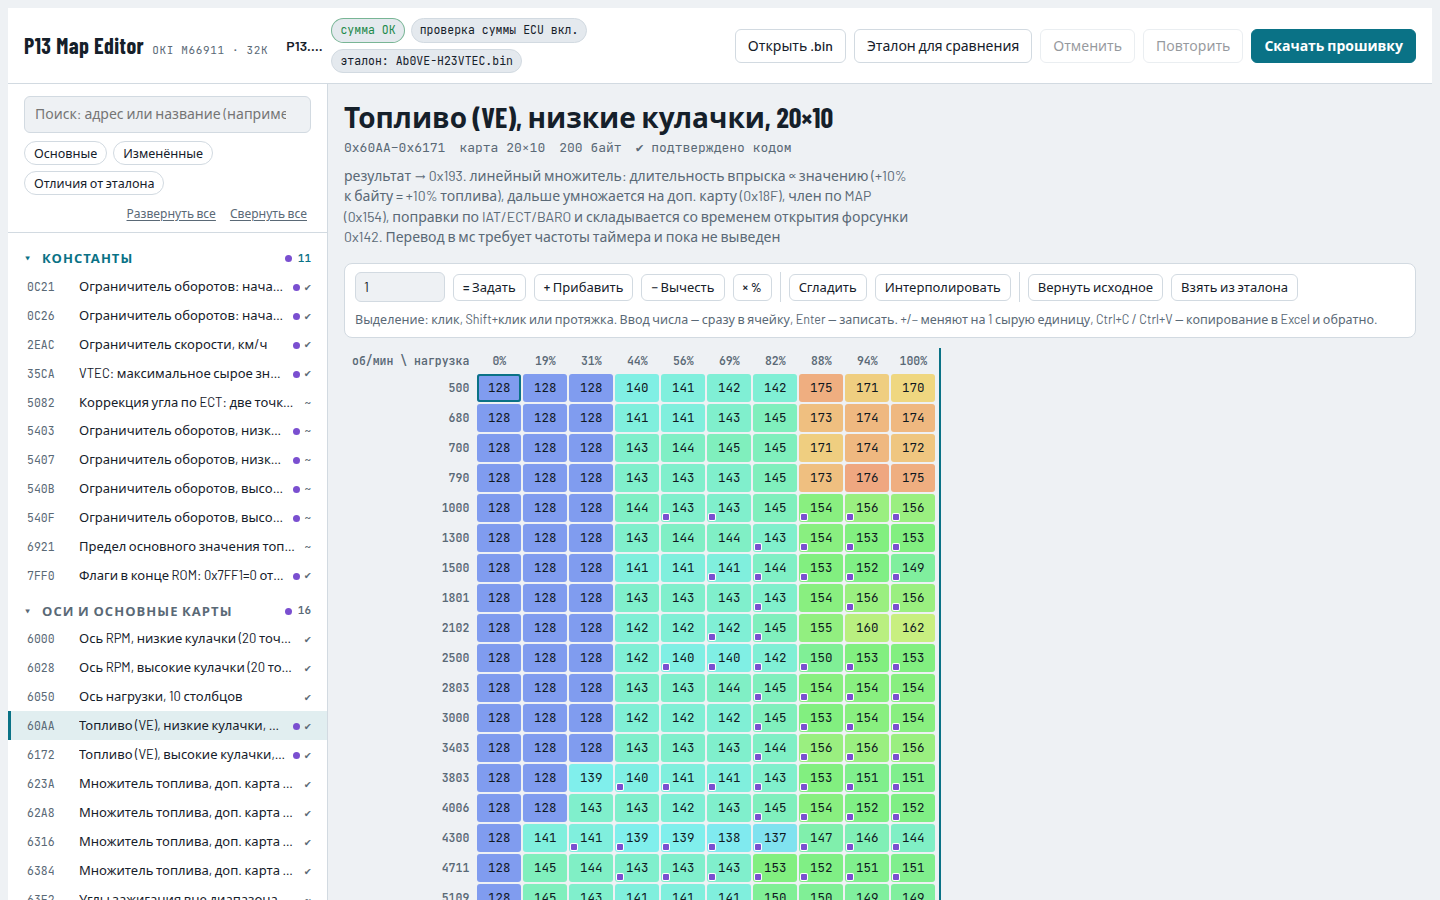 P13 Map Editor OKI M66911 · 32K P13.… сумма OK проверка суммы ECU вкл. эталон: Ab0VE-H23VTEC.bin Открыть .bin Эталон для сравнения Отменить Повторить Скачать прошивку
Поиск: адрес или название (наприме
Основные Изменённые
Отличия от эталона
Развернуть все Свернуть все
▾ КОНСТАНТЫ 11
0C21 Ограничитель оборотов: нача… ✔
0C26 Ограничитель оборотов: нача… ✔
2EAC Ограничитель скорости, км/ч ✔
35CA VTEC: максимальное сырое зн… ✔
5082 Коррекция угла по ECT: две точк… ~
5403 Ограничитель оборотов, низк… ~
5407 Ограничитель оборотов, низк… ~
540B Ограничитель оборотов, высо… ~
540F Ограничитель оборотов, высо… ~
6921 Предел основного значения топ… ~
7FF0 Флаги в конце ROM: 0x7FF1=0 от… ✔
▾ ОСИ И ОСНОВНЫЕ КАРТЫ 16
6000 Ось RPM, низкие кулачки (20 точ… ✔
6028 Ось RPM, высокие кулачки (20 то… ✔
6050 Ось нагрузки, 10 столбцов ✔
60AA Топливо (VE), низкие кулачки, … ✔
6172 Топливо (VE), высокие кулачки,… ✔
623A Множитель топлива, доп. карта … ✔
62A8 Множитель топлива, доп. карта … ✔
6316 Множитель топлива, доп. карта … ✔
6384 Множитель топлива, доп. карта … ✔
63F2 Углы зажигания вне диапазона… ~
Топливо (VE), низкие кулачки, 20×10
0x60AA–0x6171 карта 20×10 200 байт ✔ подтверждено кодом
результат → 0x193. линейный множитель: длительность впрыска ∝ значению (+10%
к байту = +10% топлива), дальше умножается на доп. карту (0x18F), член по MAP
(0x154), поправки по IAT/ECT/BARO и складывается со временем открытия форсунки
0x142. Перевод в мс требует частоты таймера и пока не выведен
1 = Задать + Прибавить − Вычесть × % Сгладить Интерполировать Вернуть исходное Взять из эталона
Выделение: клик, Shift+клик или протяжка. Ввод числа — сразу в ячейку, Enter — записать. +/− меняют на 1 сырую единицу, Ctrl+C / Ctrl+V — копирование в Excel и обратно.
об/мин \ нагрузка 0% 19% 31% 44% 56% 69% 82% 88% 94% 100%
500 128 128 128 140 141 142 142 175 171 170
680 128 128 128 141 141 143 145 173 174 174
700 128 128 128 143 144 145 145 171 174 172
790 128 128 128 143 143 143 145 173 176 175
1000 128 128 128 144 143 143 145 154 156 156
1300 128 128 128 143 144 144 143 154 153 153
1500 128 128 128 141 141 141 144 153 152 149
1801 128 128 128 143 143 143 143 154 156 156
2102 128 128 128 142 142 142 145 155 160 162
2500 128 128 128 142 140 140 142 150 153 153
2803 128 128 128 143 143 144 145 154 154 154
3000 128 128 128 142 142 142 145 153 154 154
3403 128 128 128 143 143 143 144 156 156 156
3803 128 128 139 140 141 141 143 153 151 151
4006 128 128 143 143 142 143 145 154 152 152
4300 128 141 141 139 139 138 137 147 146 144
4711 128 145 144 143 143 143 153 152 151 151
5109 128 145 143 141 141 141 150 150 149 149